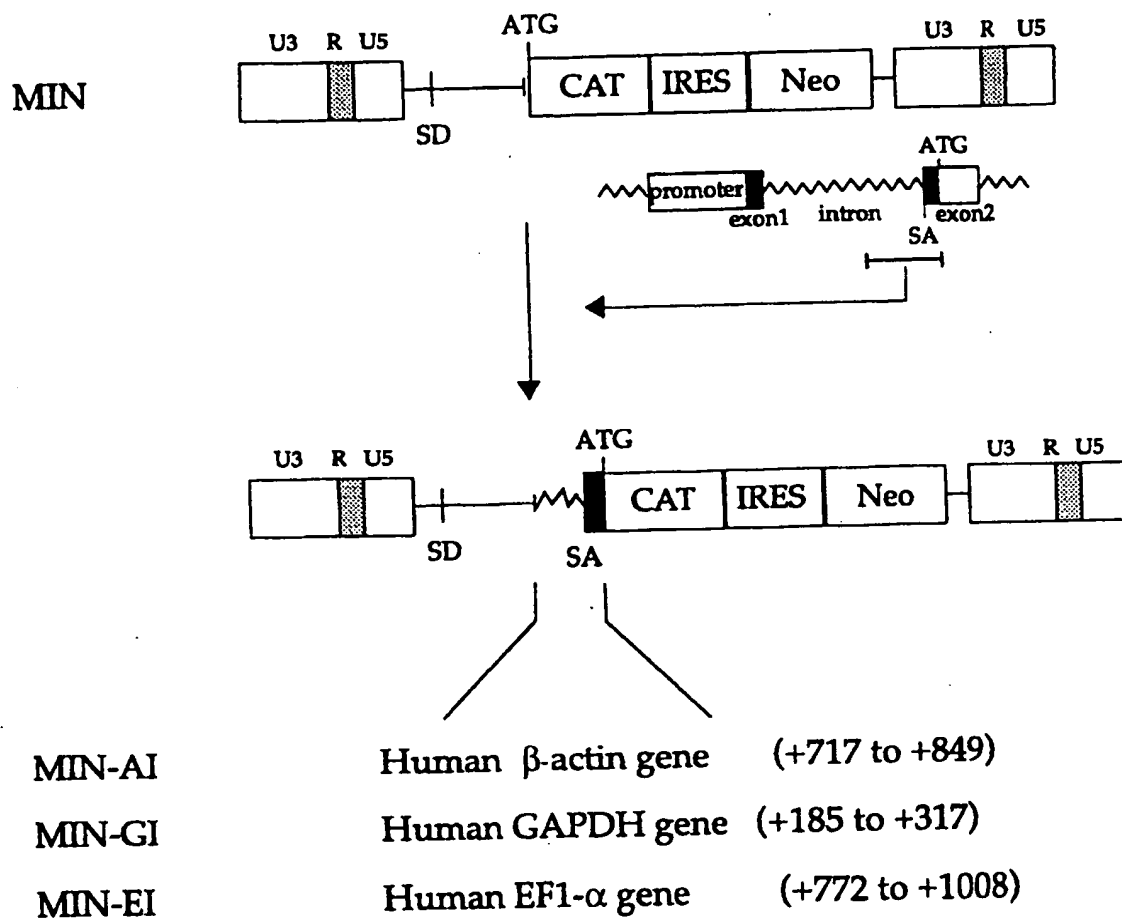 U3 R U5 ATG U3 R U5
MIN CAT IRES Neo
SD
ATG
promoter
exon1 intron exon2
SA
ATG
U3 R U5 U3 R U5
CAT IRES Neo
SD SA
MIN-AI Human β-actin gene (+717 to +849)
MIN-GI Human GAPDH gene (+185 to +317)
MIN-EI Human EF1-α gene (+772 to +1008)